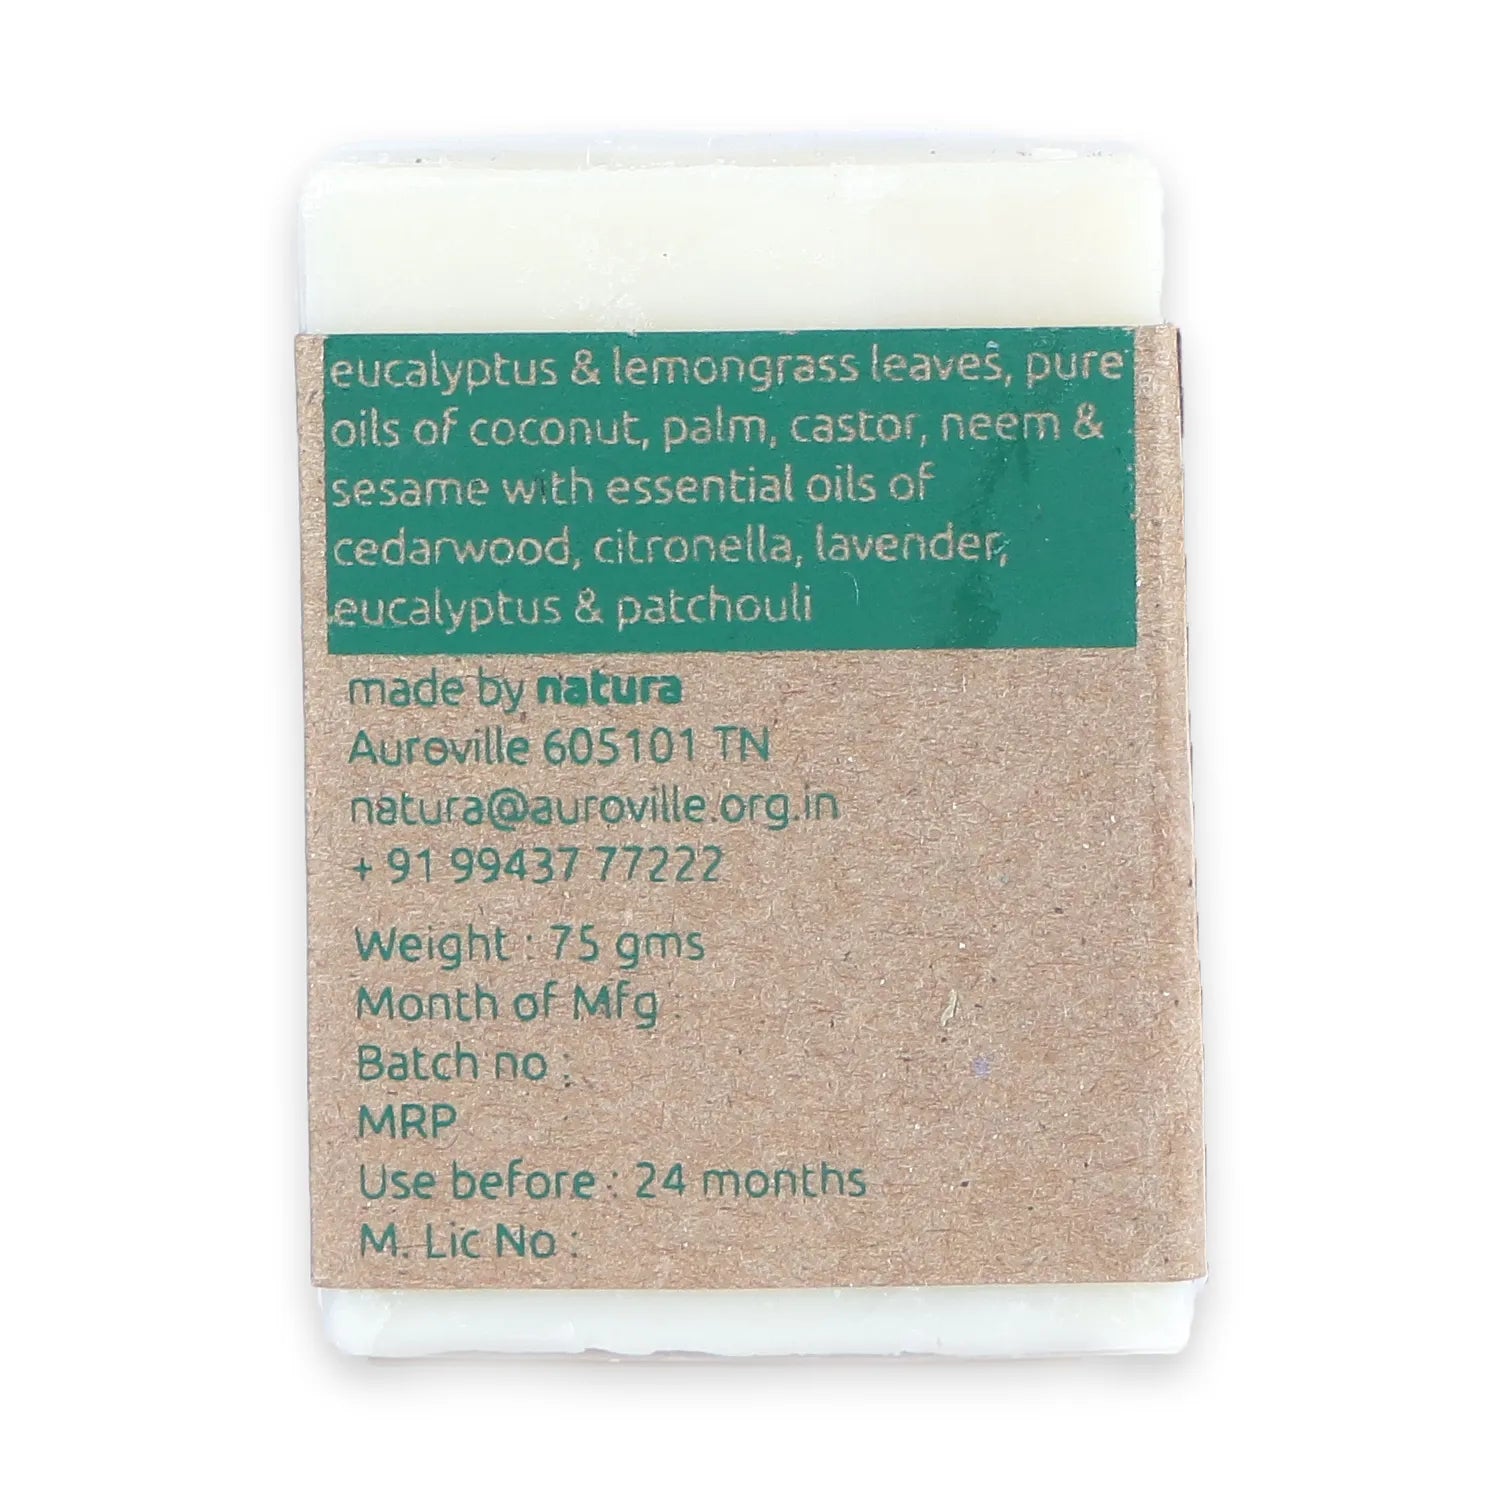 eucalyptus & lemongrass leaves, pure
oils of coconut, palm, castor, neem &
sesame with essential oils of
cedarwood, citronella, lavender,
eucalyptus & patchouli
made by natura
Auroville 605101 TN
natura@auroville.org.in
+ 91 99437 77222
Weight : 75 gms
Month of Mfg :
Batch no :
MRP
Use before : 24 months
M. Lic No :